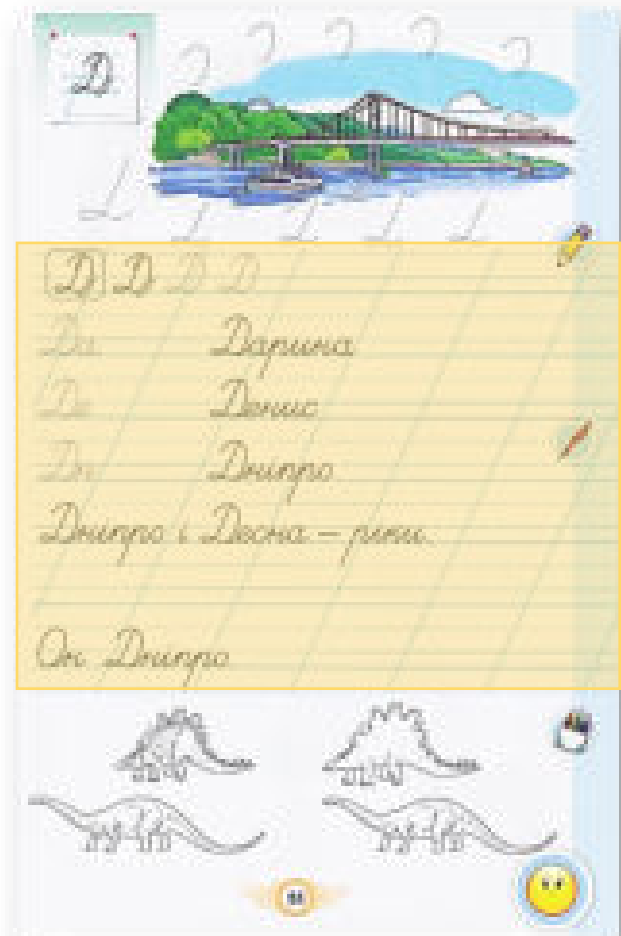 Д
Д Д Д Д
Да Дарина
Де Денис
Дн Дніпро
Дніпро і Десна – ріки.
Он Дніпро